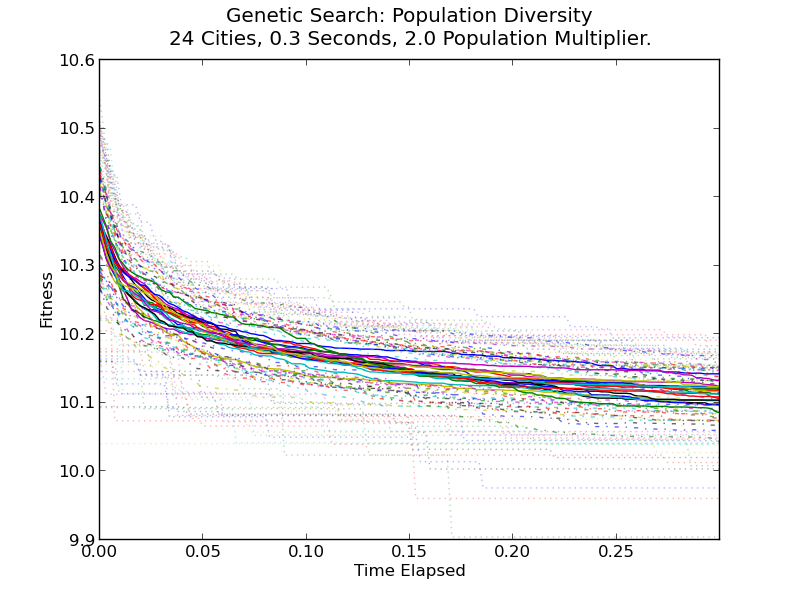 Genetic Search: Population Diversity
24 Cities, 0.3 Seconds, 2.0 Population Multiplier.
10.6
10.5
10.4
10.3
10.2
10.1
10.0
9.9
Fitness
0.00 0.05 0.10 0.15 0.20 0.25
Time Elapsed